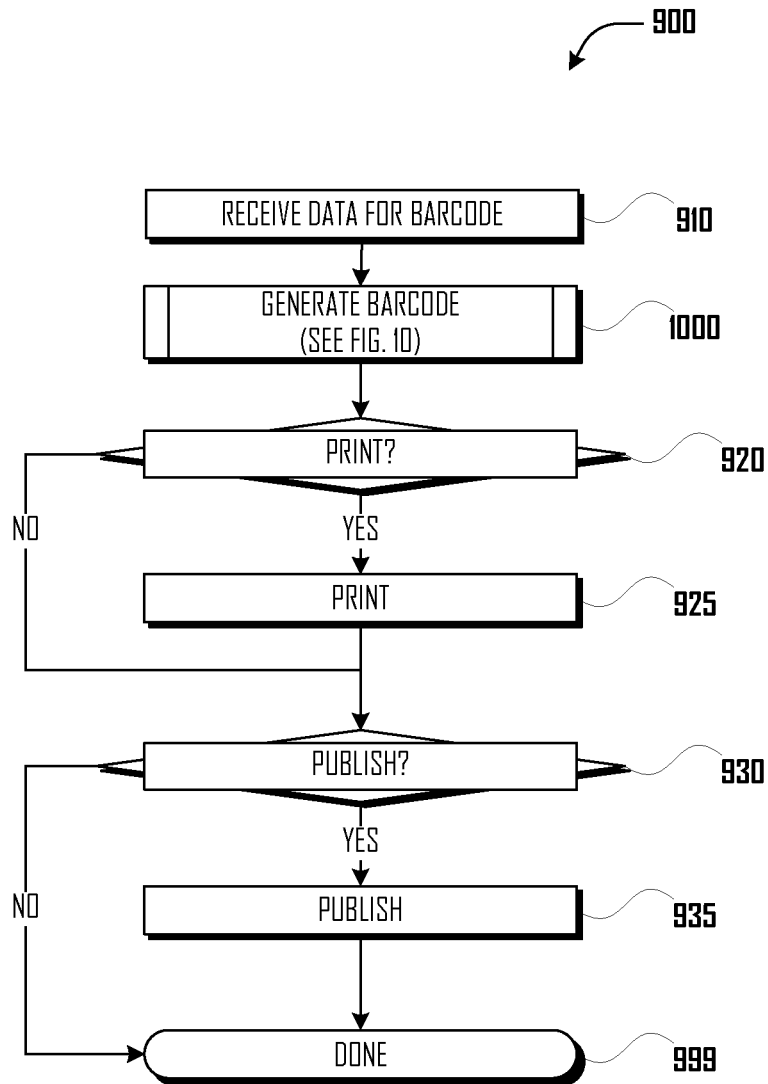 900
RECEIVE DATA FOR BARCODE
910
GENERATE BARCODE
(SEE FIG. 10)
1000
PRINT?
920
NO
YES
PRINT
925
PUBLISH?
930
YES
NO
PUBLISH
935
DONE
999